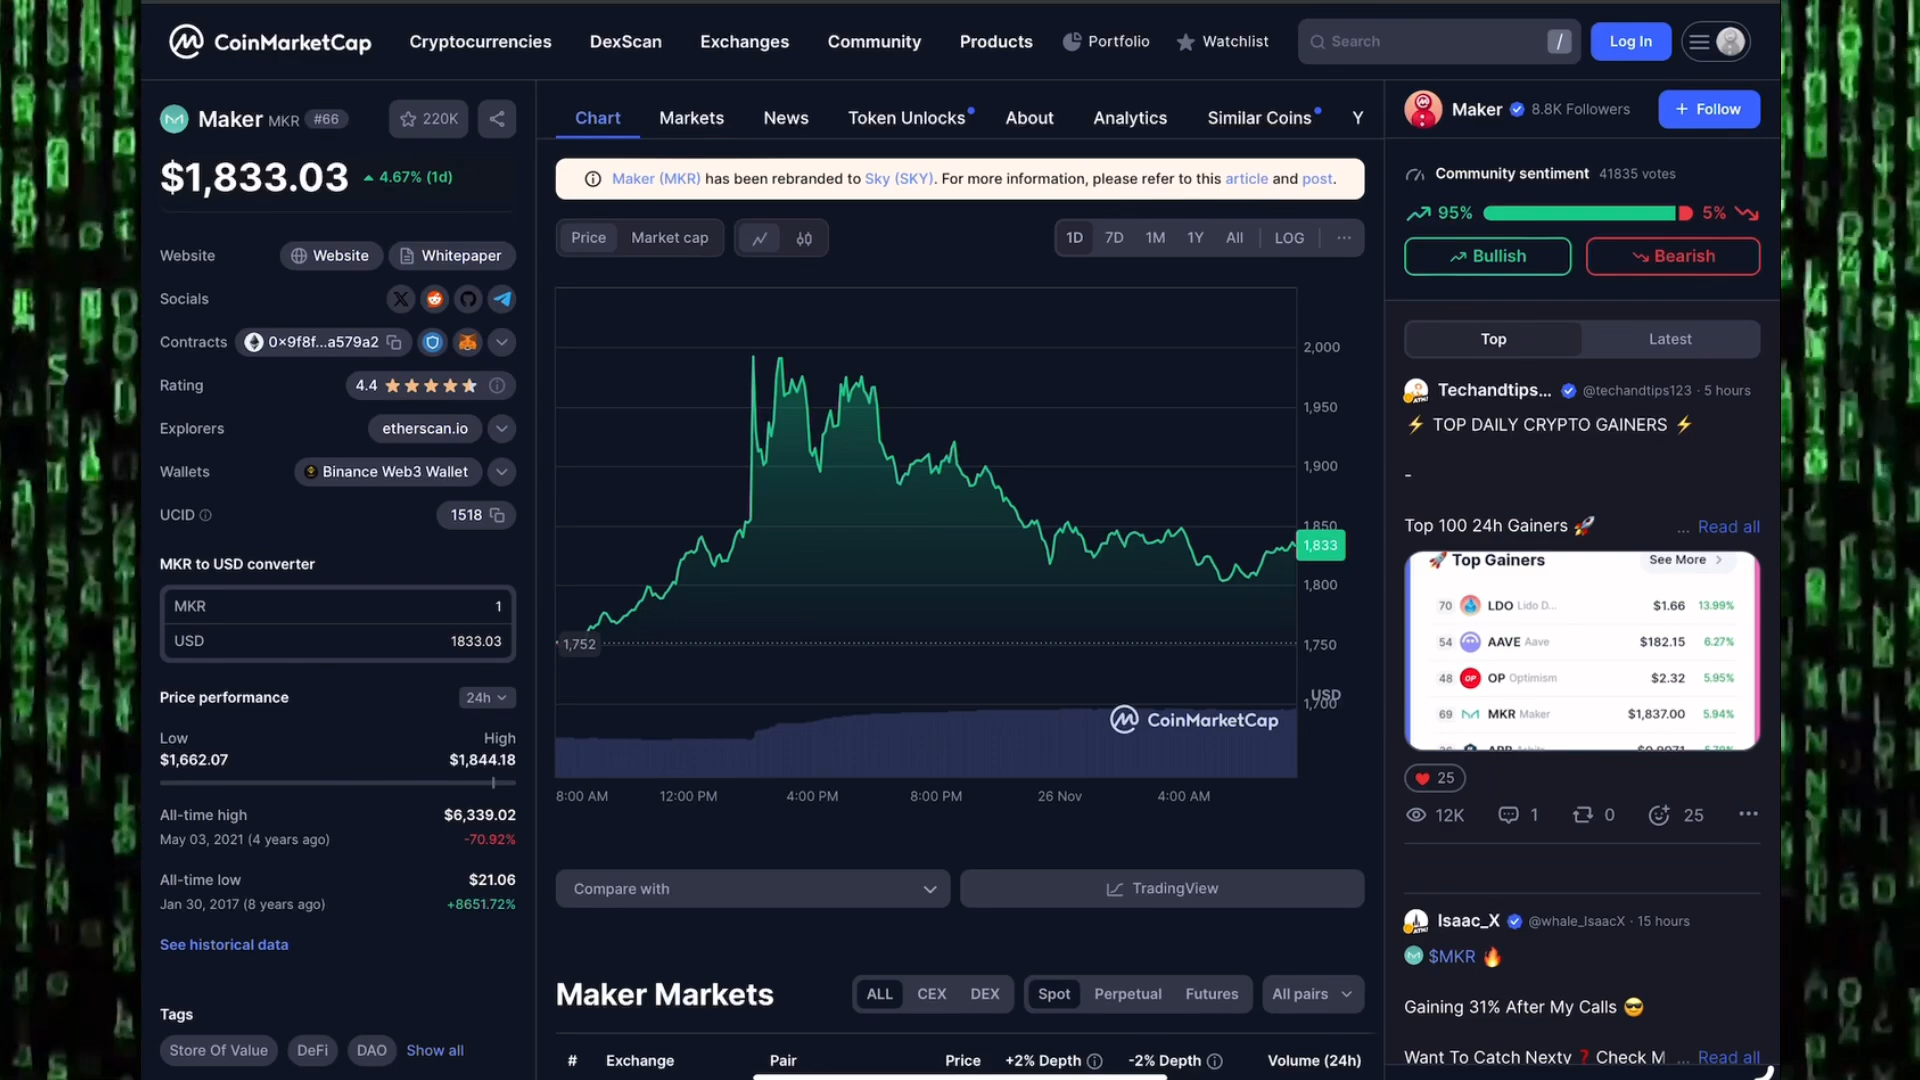 CoinMarketCap
Cryptocurrencies
DexScan
Exchanges
Community
Products
Portfolio
Watchlist
Search
/
Log In
Maker MKR #66
220K
$1,833.03
4.67% (1d)
Website
Website
Whitepaper
Socials
Contracts
0x9f8f...a579a2
Rating
4.4
Explorers
etherscan.io
Wallets
Binance Web3 Wallet
UCID
1518
MKR to USD converter
MKR 1
USD 1833.03
Price performance
24h
Low High
$1,662.07 $1,844.18
All-time high $6,339.02
May 03, 2021 (4 years ago) -70.92%
All-time low $21.06
Jan 30, 2017 (8 years ago) +8651.72%
See historical data
Tags
Store Of Value
DeFi
DAO
Show all
Chart
Markets
News
Token Unlocks
About
Analytics
Similar Coins
Y
Maker (MKR) has been rebranded to Sky (SKY). For more information, please refer to this article and post.
Price
Market cap
1D 7D 1M 1Y All LOG ...
2,000
1,950
1,900
1,850
1,833
1,800
1,752
1,750
USD
1,700
CoinMarketCap
8:00 AM 12:00 PM 4:00 PM 8:00 PM 26 Nov 4:00 AM
Compare with
TradingView
Maker Markets
ALL CEX DEX
Spot Perpetual Futures
All pairs
# Exchange Pair Price +2% Depth -2% Depth Volume (24h)
Maker 8.8K Followers
+ Follow
Community sentiment 41835 votes
95% 5%
Bullish
Bearish
Top
Latest
Techandtips... @techandtips123 · 5 hours
TOP DAILY CRYPTO GAINERS
-
Top 100 24h Gainers ... Read all
Top Gainers See More
70 LDO Lido D... $1.66 13.99%
54 AAVE Aave $182.15 6.27%
48 OP OP Optimism $2.32 5.95%
69 MKR Maker $1,837.00 5.94%
25
12K 1 0 25 ...
Isaac_X @whale_IsaacX · 15 hours
$MKR
Gaining 31% After My Calls
Want To Catch Nextv ❓ Check M ... Read all